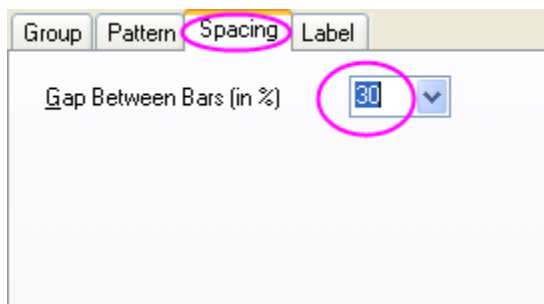 Group Pattern Spacing Label
Gap Between Bars (in %) 30